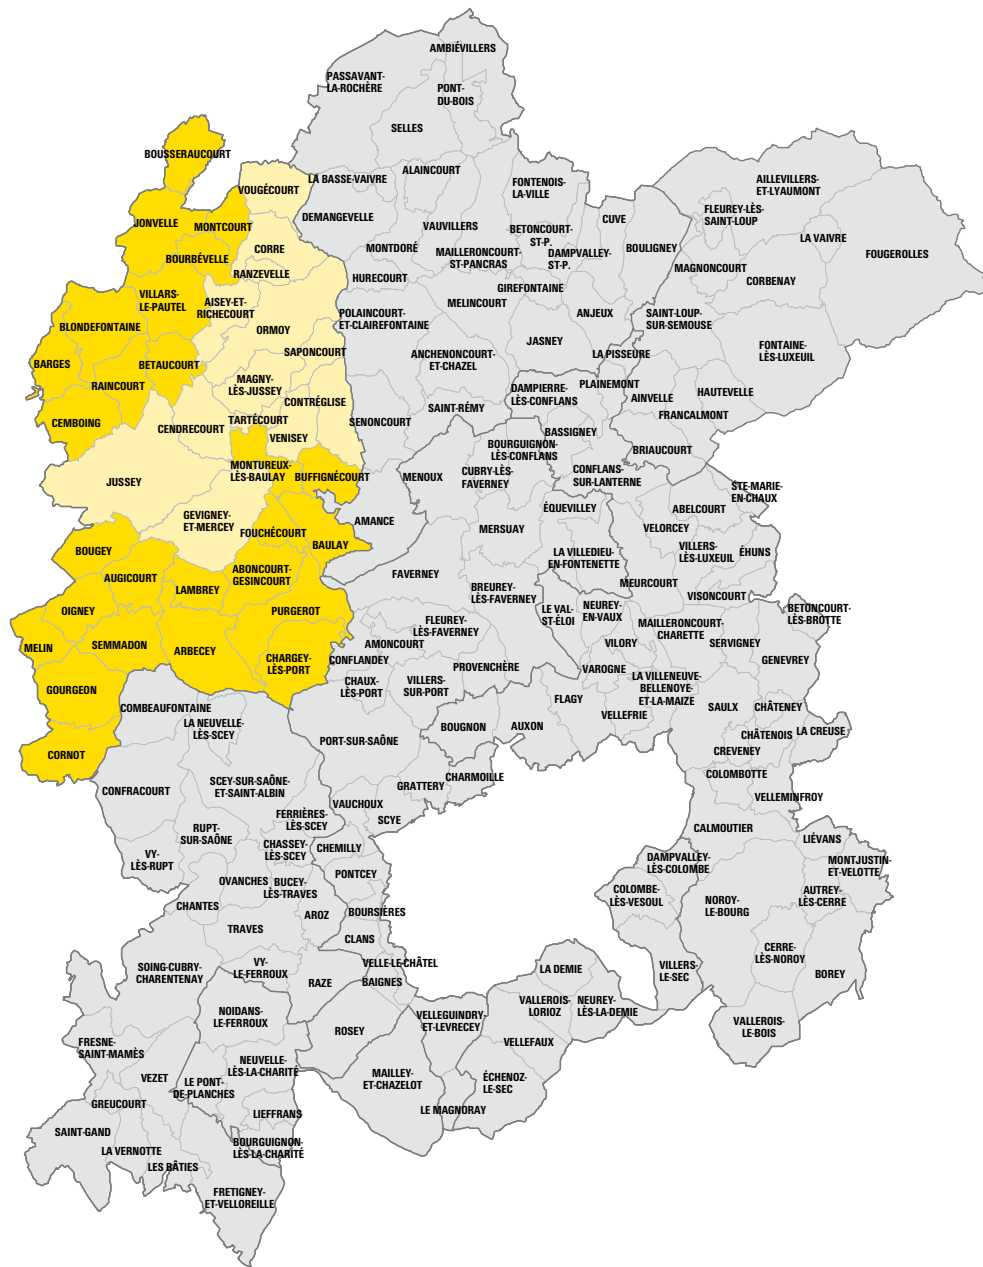 AMBIÉVILLERS
PASSAVANT-
LA-ROCHÈRE
PONT-
DU-BOIS
SELLES
BOUSSERAUCOURT
VOUGÉCOURT
LA BASSE-VAIVRE
ALAINCOURT
FONTENOIS-
LA-VILLE
AILLEVILLERS-
ET-LYAUMONT
FLEUREY-LÈS-
SAINT-LOUP
JONVELLE
MONTCOURT
DEMANGEVELLE
VAUVILLERS
BETONCOURT-
ST-P.
CUVE
LA VAIVRE
FOUGEROLLES
BOURBÉVELLE
CORRE
MONTDORÉ
MAILLERONCOURT-
ST-PANCRAS
DAMPVALLEY-
ST-P.
BOULIGNEY
MAGNONCOURT
CORBENAY
RANZEVELLE
HURECOURT
GIREFONTAINE
VILLARS-
LE-PAUTEL
AISEY-ET-
RICHECOURT
MELINCOURT
POLAINCOURT-
ET-CLAIREFONTAINE
ANJEUX
SAINT-LOUP-
SUR-SEMOUSE
BLONDEFONTAINE
ORMOY
JASNEY
FONTAINE-
LÈS-LUXEUIL
SAPONCOURT
ANCHENONCOURT-
ET-CHAZEL
LA PISSEURE
BARGES
BETAUCOURT
MAGNY-
LÈS-JUSSEY
RAINCOURT
DAMPIERRE-
LÈS-CONFLANS
PLAINEMONT
AINVELLE
HAUTEVELLE
CONTRÉGLISE
SAINT-RÉMY
FRANCALMONT
CEMBOING
CENDRECOURT
TARTÉCOURT
SENONCOURT
VENISEY
BASSIGNEY
BOURGUIGNON-
LÈS-CONFLANS
BRIAUCOURT
JUSSEY
MONTUREUX-
LÈS-BAULAY
BUFFIGNÉCOURT
MENOUX
CUBRY-LÈS-
FAVERNEY
CONFLANS-
SUR-LANTERNE
STE-MARIE-
EN-CHAUX
GEVIGNEY-
ET-MERCEY
AMANCE
MERSUAY
ÉQUEVILLEY
ABELCOURT
VELORCEY
FOUCHÉCOURT
BAULAY
BOUGEY
LA VILLEDIEU-
EN-FONTENETTE
VILLERS-
LÈS-LUXEUIL
ÉHUNS
AUGICOURT
ABONCOURT-
GESINCOURT
FAVERNEY
BREUREY-
LÈS-FAVERNEY
MEURCOURT
VISONCOURT
LAMBREY
OIGNEY
PURGEROT
LE VAL-
ST-ÉLOI
NEUREY-
EN-VAUX
BETONCOURT-
LÈS-BROTTE
FLEUREY-
LÈS-FAVERNEY
MAILLERONCOURT-
CHARETTE
MELIN
SEMMADON
ARBECEY
CHARGEY-
LÈS-PORT
AMONCOURT
CONFLANDEY
VILORY
SERVIGNEY
GENEVREY
PROVENCHÈRE
VAROGNE
GOURGEON
CHAUX-
LÈS-PORT
VILLERS-
SUR-PORT
LA VILLENEUVE-
BELLENOYE-
ET-LA-MAIZE
FLAGY
COMBEAUFONTAINE
VELLEFRIE
SAULX
CHÂTENEY
LA NEUVELLE-
LÈS-SCEY
BOUGNON
AUXON
CHÂTENOIS
LA CREUSE
PORT-SUR-SAÔNE
CORNOT
CREVENEY
COLOMBOTTE
CONFRACOURT
SCEY-SUR-SAÔNE-
ET-SAINT-ALBIN
GRATTERY
CHARMOILLE
VELLEMINFROY
VAUCHOUX
FERRIÈRES-
LÈS-SCEY
SCYE
RUPT-
SUR-SAÔNE
CALMOUTIER
LIÉVANS
CHASSEY-
LÈS-SCEY
CHEMILLY
VY-
LÈS-RUPT
DAMPVALLEY-
LÈS-COLOMBE
MONTJUSTIN-
ET-VELOTTE
OVANCHES
BUCEY-
LÈS-TRAVES
PONTCEY
COLOMBE-
LÈS-VESOUL
NOROY-
LE-BOURG
AUTREY-
LÈS-CERRE
CHANTES
AROZ
BOURSIÈRES
TRAVES
CLANS
CERRE-
LÈS-NOROY
SOING-CUBRY-
CHARENTENAY
VY-
LE-FERROUX
VELLE-LE-CHÂTEL
LA DEMIE
VILLERS-
LE-SEC
BOREY
RAZE
BAIGNES
NOIDANS-
LE-FERROUX
VELLEGUINDRY-
ET-LEVRECEY
VALLEROIS-
LORIOZ
NEUREY-
LÈS-LA-DEMIE
VALLEROIS-
LE-BOIS
ROSEY
FRESNE-
SAINT-MAMÈS
VELLEFAUX
NEUVELLE-
LÈS-LA-CHARITÉ
MAILLEY-
ET-CHAZELOT
VEZET
LE PONT-
DE-PLANCHES
ÉCHENOZ-
LE-SEC
GREUCOURT
LIEFFRANS
LE MAGNORAY
SAINT-GAND
LA VERNOTTE
BOURGUIGNON-
LÈS-LA-CHARITÉ
LES BÂTIES
FRETIGNEY-
ET-VELLOREILLE